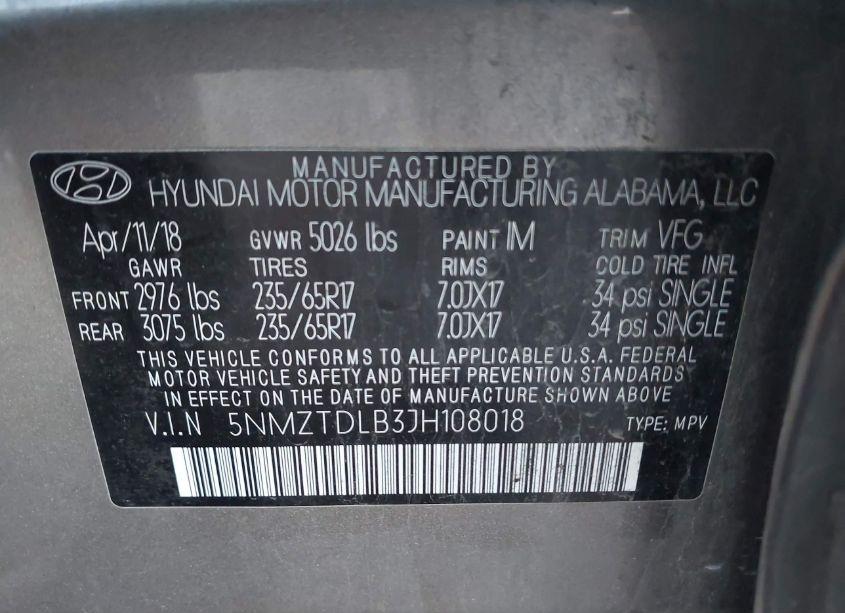 MANUFACTURED BY
HYUNDAI MOTOR MANUFACTURING ALABAMA, LLC
Apr/11/18 GVWR 5026 lbs PAINT IM TRIM VFG
GAWR TIRES RIMS COLD TIRE INFL
FRONT 2976 lbs 235/65R17 7.0JX17 34 psi SINGLE
REAR 3075 lbs 235/65R17 7.0JX17 34 psi SINGLE
THIS VEHICLE CONFORMS TO ALL APPLICABLE U.S.A. FEDERAL
MOTOR VEHICLE SAFETY AND THEFT PREVENTION STANDARDS
IN EFFECT ON THE DATE OF MANUFACTURE SHOWN ABOVE.
V.I.N 5NMZTDLB3JH108018 TYPE: MPV